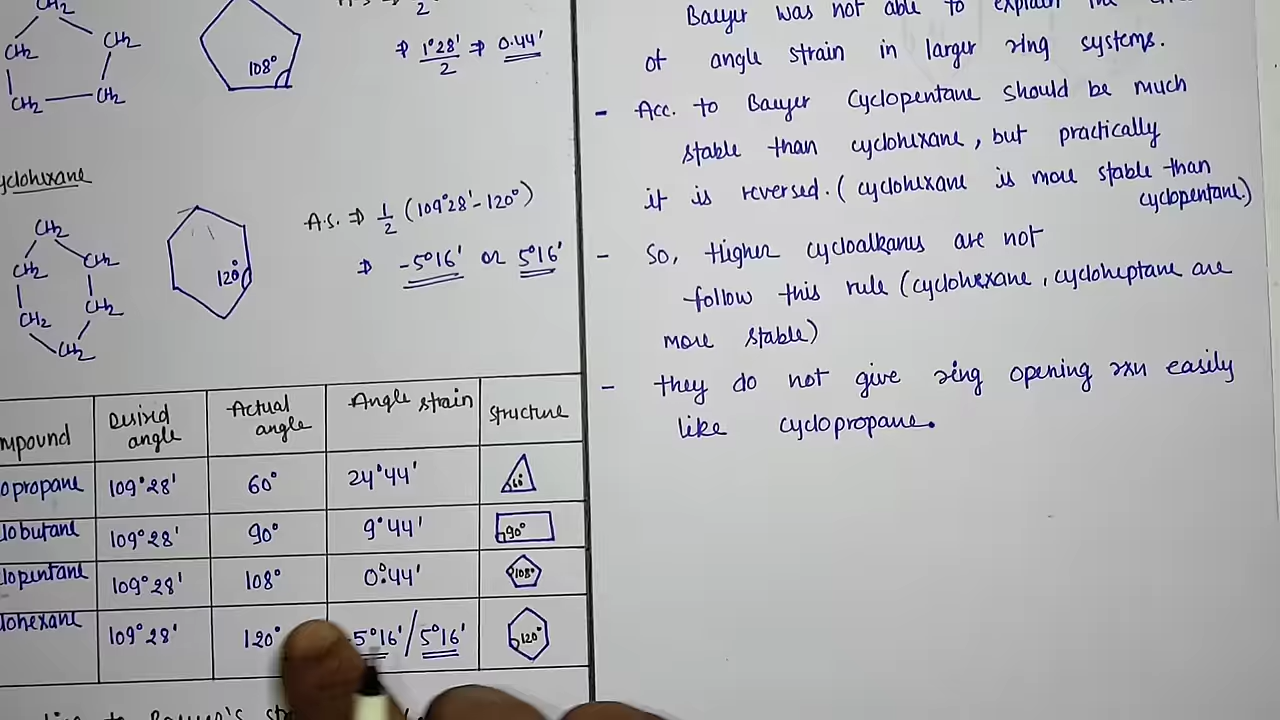 CH₂
CH₂
CH₂
CH₂ — CH₂
108°
2
⇒ 1°28'/2 ⇒ 0.44'
yclohexane
CH₂
CH₂ CH₂
CH₂ CH₂
CH₂
120°
A.S. ⇒ 1/2 (109°28' - 120°)
⇒ -5°16' or 5°16'
mpound Desired angle Actual angle Angle strain structure
opropane 109°28' 60° 24°44' 60°
lobutane 109°28' 90° 9°44' 90°
lopentane 109°28' 108° 0°:44' 108°
lohexane 109°28' 120° -5°16' / 5°16' 120°
to Baeyer's
Baeyer was not able to explain the
of angle strain in larger ring systems.
- Acc. to Baeyer Cyclopentane should be much
stable than cyclohexane, but practically
it is reversed. (cyclohexane is more stable than
cyclopentane.)
- So, Higher cycloalkanes are not
follow this rule (cyclohexane, cycloheptane are
more stable)
- they do not give ring opening rxn easily
like cyclopropane.